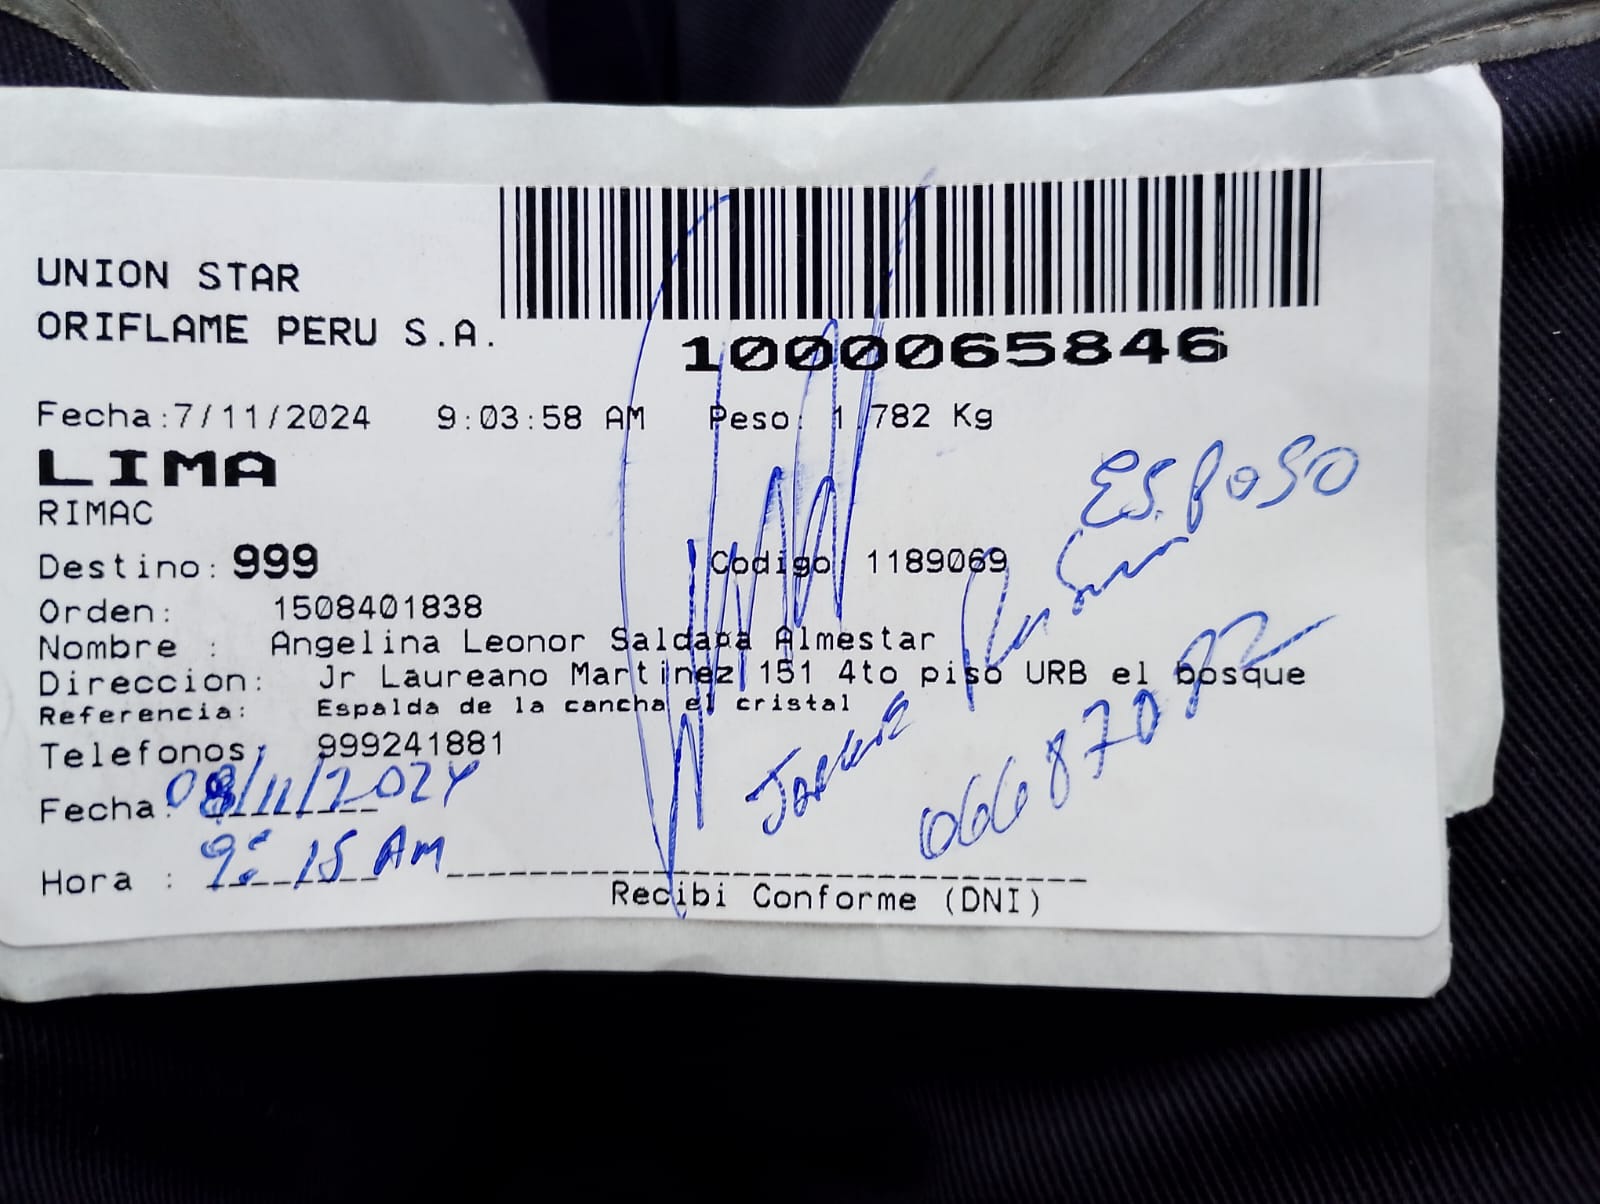 UNION STAR
ORIFLAME PERU S.A.
1000065846
Fecha:7/11/2024 9:03:58 AM Peso: 1.782 Kg
LIMA
RIMAC
ESPOSO
Destino: 999 Codigo 1189069
Orden: 1508401838
Nombre : Angelina Leonor Saldaña Almestar
Direccion: Jr Laureano Martinez 151 4to piso URB el bosque
Referencia: Espalda de la cancha el cristal
Telefonos: 999241881
Fecha: 08/11/2024
Hora : 9:15 AM
Recibi Conforme (DNI)